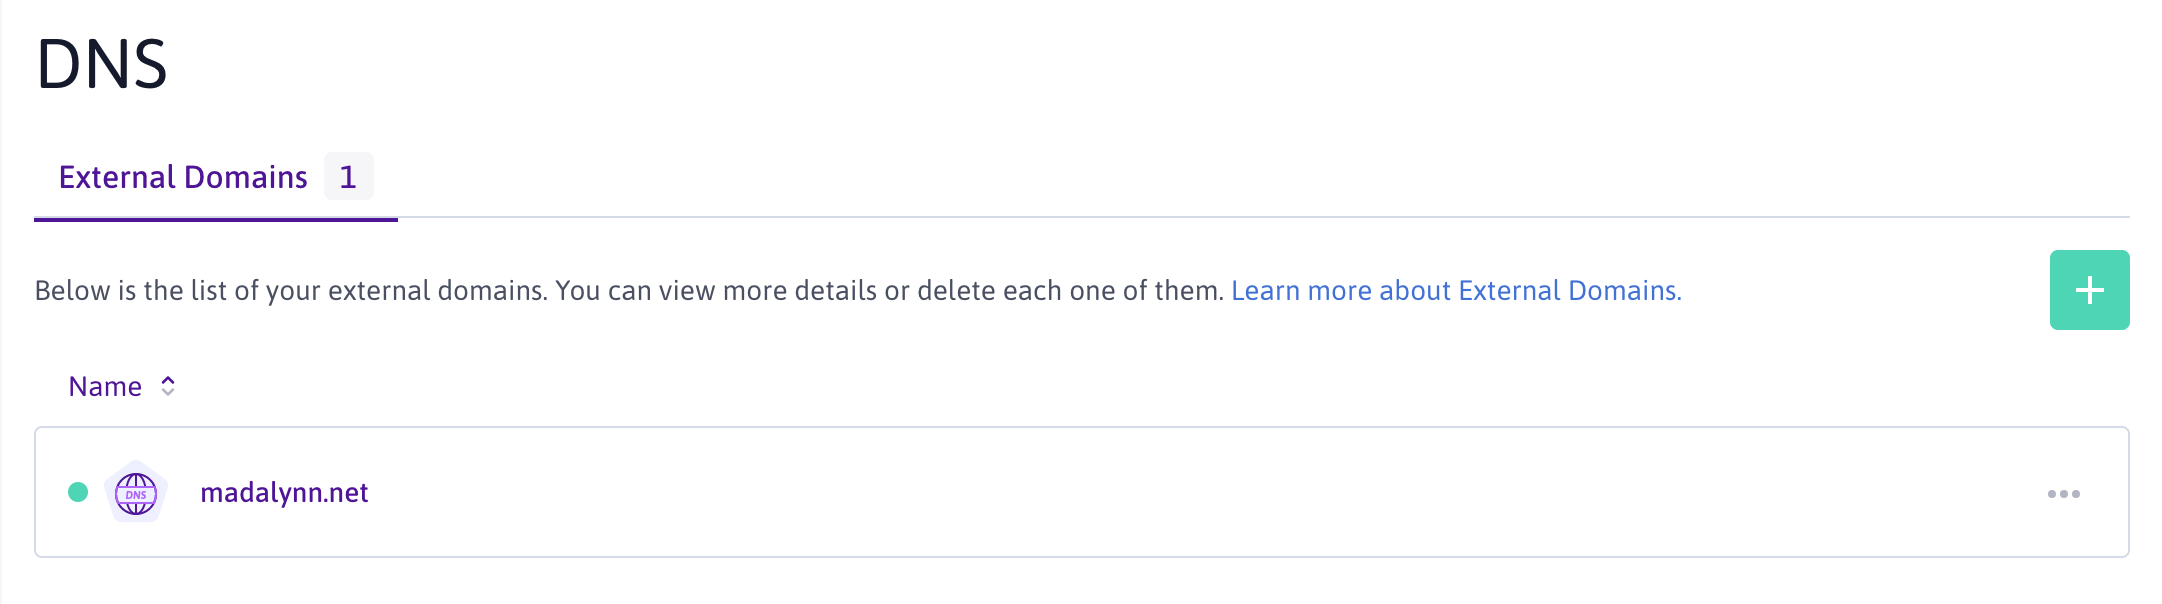 DNS
External Domains 1
Below is the list of your external domains. You can view more details or delete each one of them. Learn more about External Domains.
Name
DNS madalynn.net